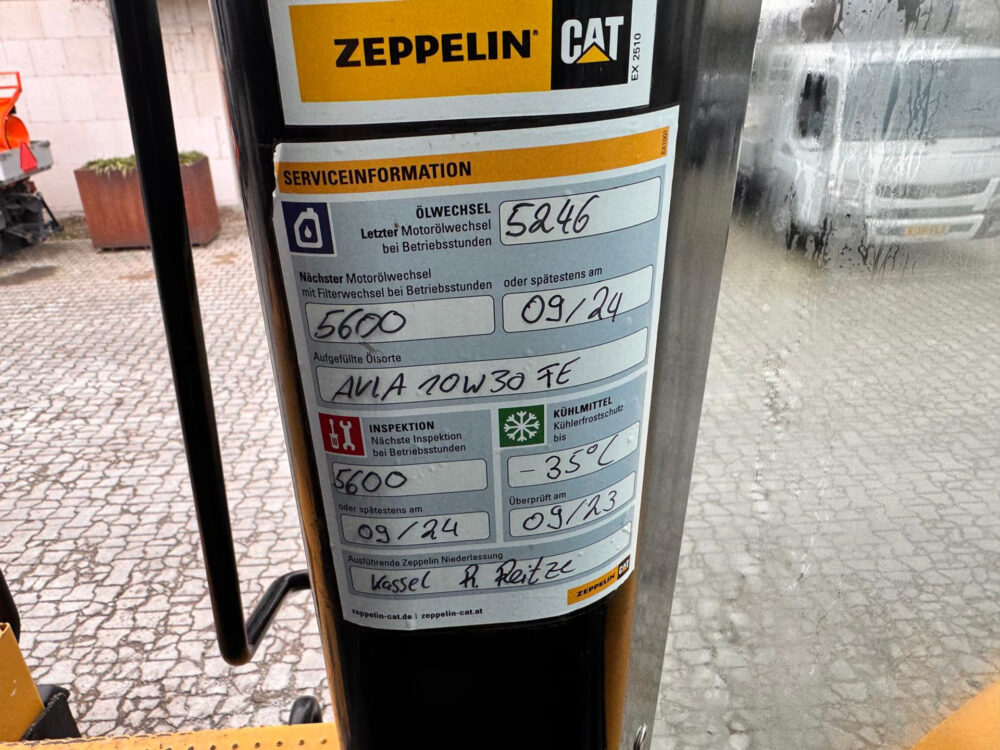 ZEPPELIN® CAT
EX 2510
SERVICEINFORMATION
ÖLWECHSEL
Letzter Motorölwechsel
bei Betriebsstunden
5246
Nächster Motorölwechsel
mit Filterwechsel bei Betriebsstunden
5600
oder spätestens am
09/24
Aufgefüllte Ölsorte
AVIA 10W30 FE
INSPEKTION
Nächste Inspektion
bei Betriebsstunden
5600
oder spätestens am
09/24
KÜHLMITTEL
Kühlerfrostschutz
bis
-35°C
Überprüft am
09/23
Ausführende Zeppelin Niederlassung
Kassel R. Reitze
ZEPPELIN CAT
zeppelin-cat.de | zeppelin-cat.at